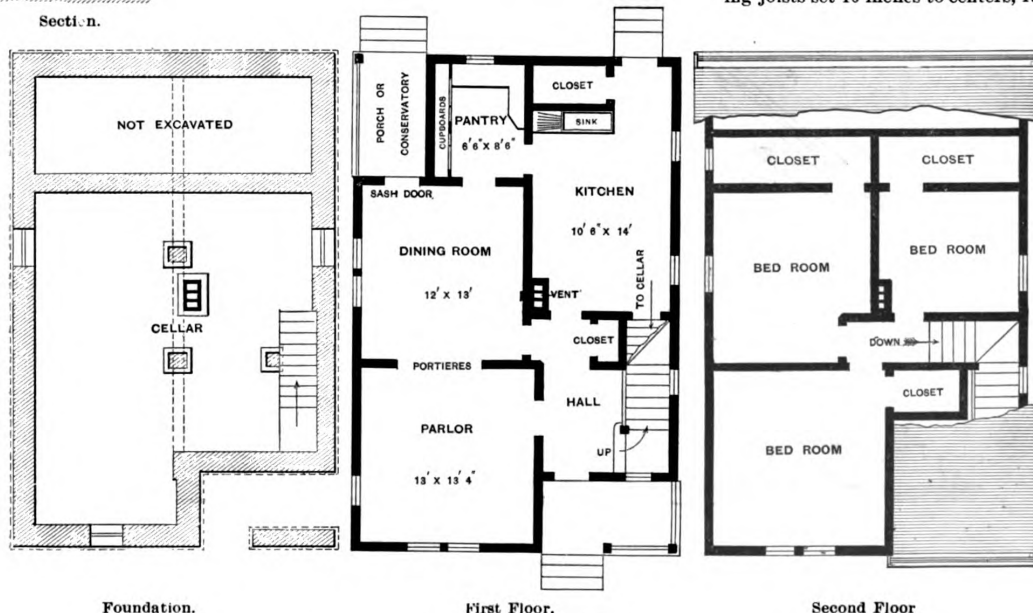 Section.
ing joists set 16 inches to centers,
NOT EXCAVATED
CELLAR
Foundation.
PORCH OR
CONSERVATORY
CUPBOARDS
PANTRY
6'6" X 8'6"
CLOSET
SINK
SASH DOOR
KITCHEN
10' 6" X 14'
DINING ROOM
12' X 13'
VENT
TO CELLAR
CLOSET
PORTIERES
HALL
PARLOR
UP
13' X 13' 4"
First Floor.
CLOSET
CLOSET
BED ROOM
BED ROOM
DOWN
CLOSET
BED ROOM
Second Floor